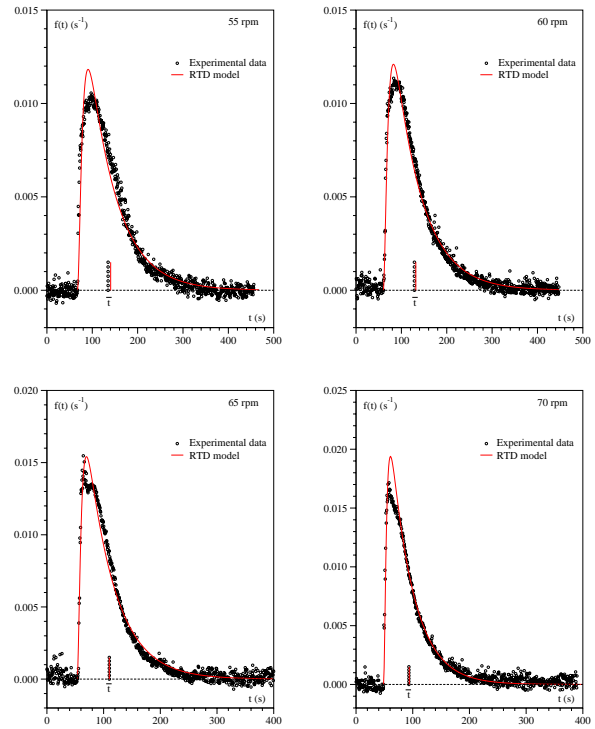 0.015
f(t) (s⁻¹)
55 rpm
Experimental data
RTD model
0.010
0.005
0.000
t
t (s)
0 100 200 300 400 500
0.015
f(t) (s⁻¹)
60 rpm
Experimental data
RTD model
0.010
0.005
0.000
t
t (s)
0 100 200 300 400 500
0.020
f(t) (s⁻¹)
65 rpm
Experimental data
RTD model
0.015
0.010
0.005
0.000
t
t (s)
0 100 200 300 400
0.025
f(t) (s⁻¹)
70 rpm
Experimental data
RTD model
0.020
0.015
0.010
0.005
0.000
t
t (s)
0 100 200 300 400